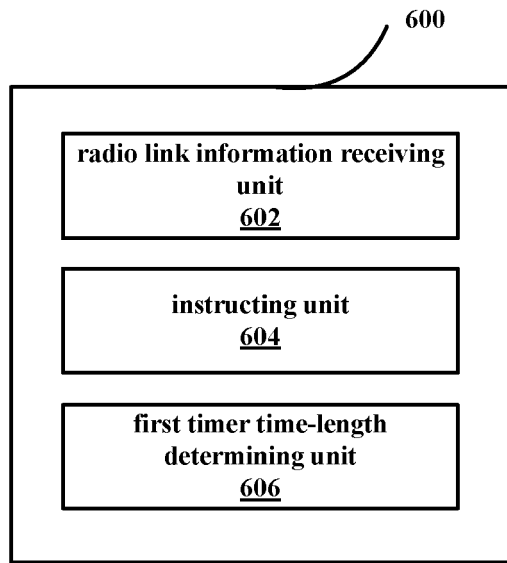 600
radio link information receiving
unit
602
instructing unit
604
first timer time-length
determining unit
606